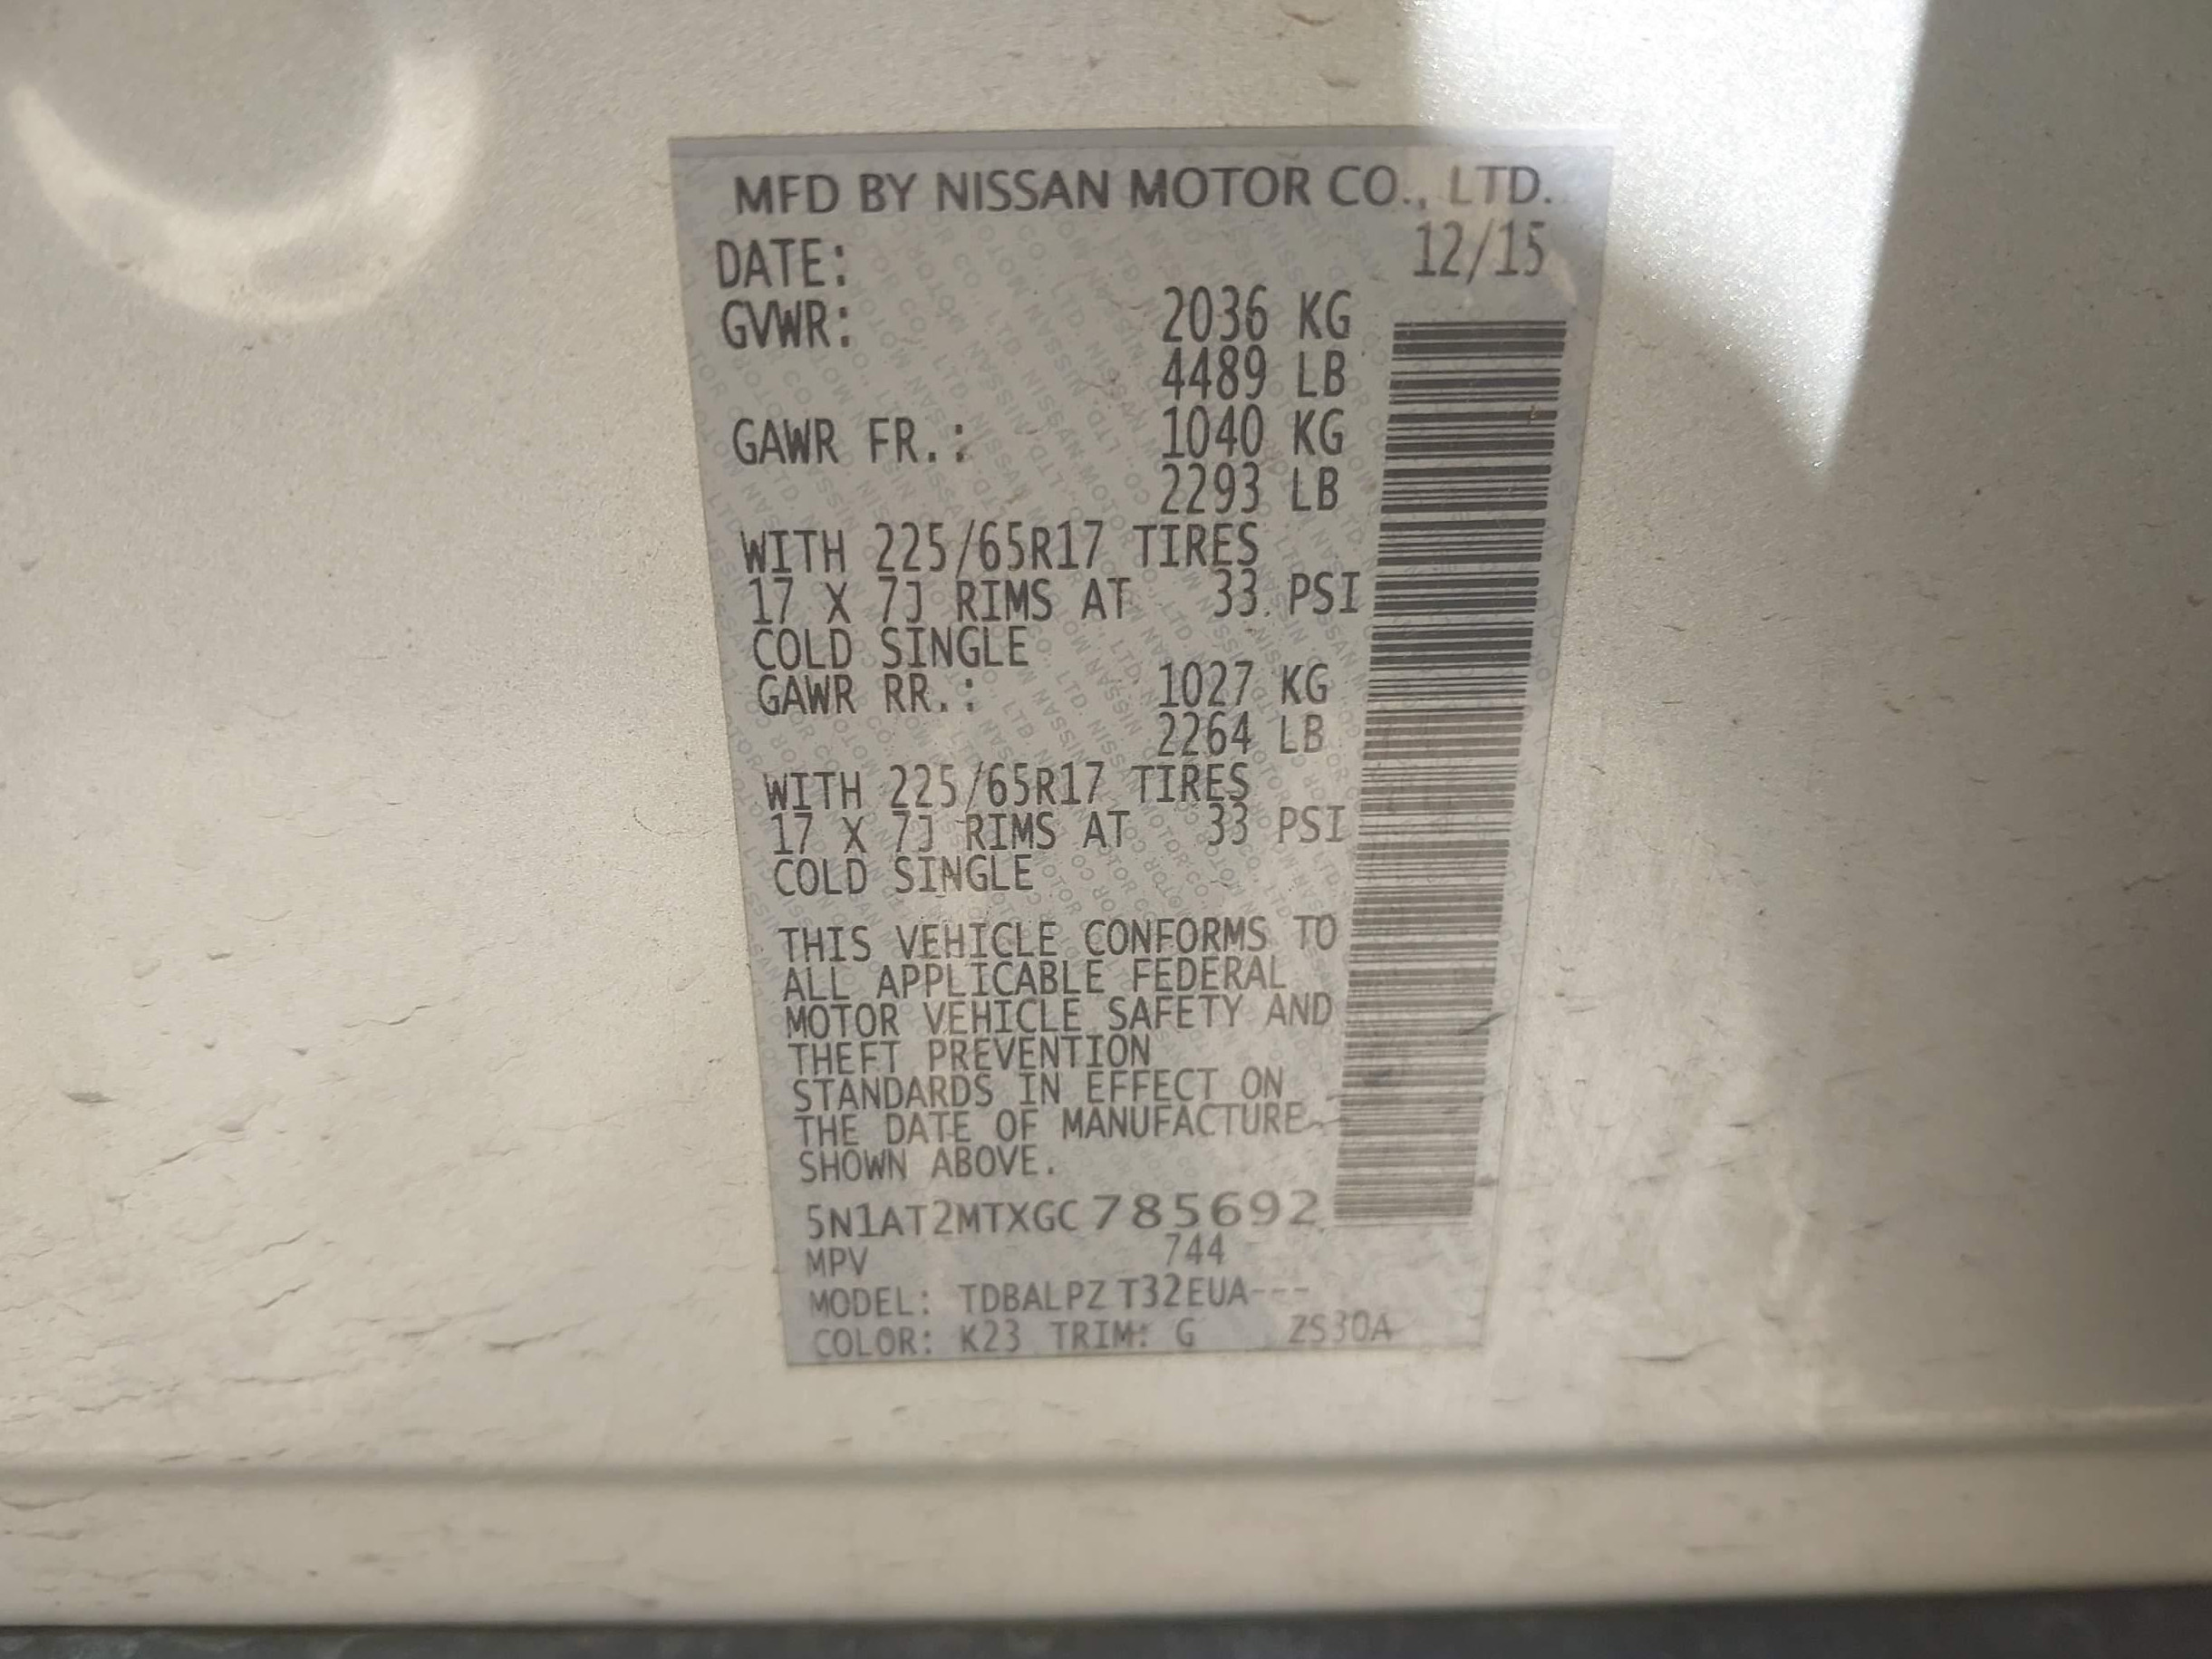 MFD BY NISSAN MOTOR CO., LTD.
DATE: 12/15
GVWR: 2036 KG
4489 LB
GAWR FR.: 1040 KG
2293 LB
WITH 225/65R17 TIRES
17 X 7J RIMS AT 33 PSI
COLD SINGLE
GAWR RR.: 1027 KG
2264 LB
WITH 225/65R17 TIRES
17 X 7J RIMS AT 33 PSI
COLD SINGLE
THIS VEHICLE CONFORMS TO
ALL APPLICABLE FEDERAL
MOTOR VEHICLE SAFETY AND
THEFT PREVENTION
STANDARDS IN EFFECT ON
THE DATE OF MANUFACTURE
SHOWN ABOVE.
5N1AT2MTXGC785692
MPV 744
MODEL: TDBALPZ T32EUA---
COLOR: K23 TRIM: G ZS30A